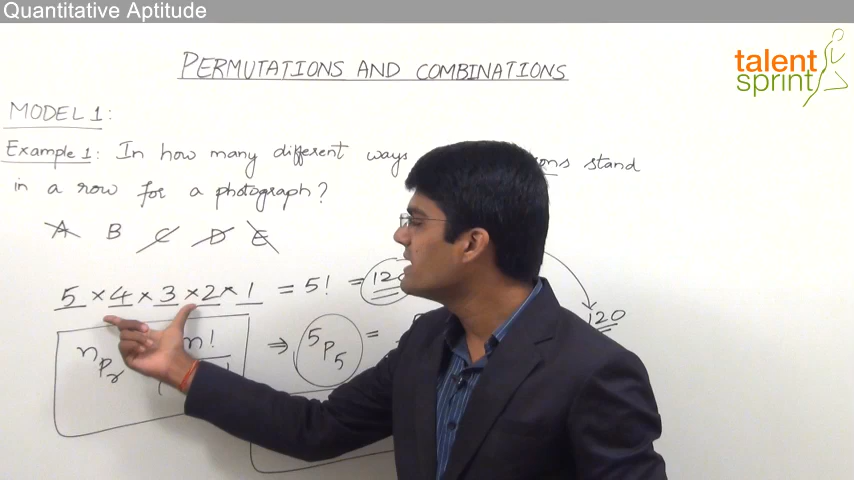 Quantitative Aptitude
talent
sprint
PERMUTATIONS AND COMBINATIONS
MODEL 1:
Example 1: In how many different ways stand
in a row for a photograph?
A B C D E
5 × 4 × 3 × 2 × 1 = 5! = 120
120
nPr n! ⇒ 5P5 =